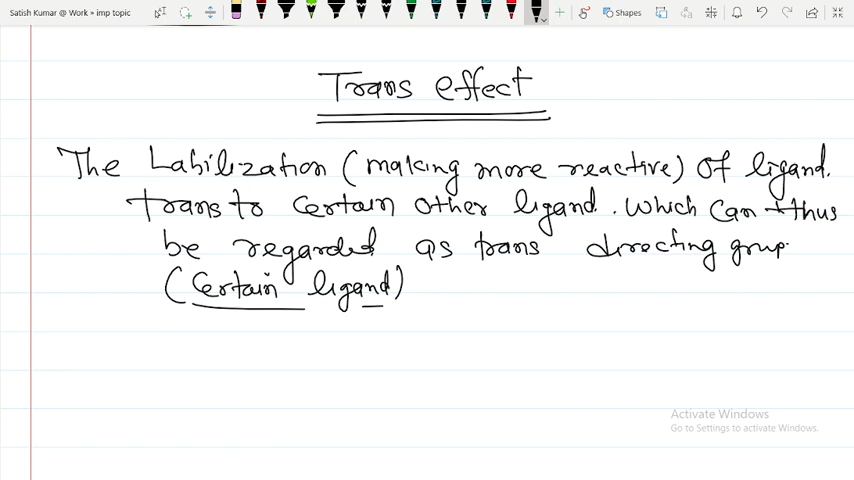 Satish Kumar @ Work » imp topic
Shapes
Trans effect
The Labilization (making more reactive) of ligand.
trans to certain other ligand. which can thus
be regarded as trans directing grup.
(certain ligand)
Activate Windows
Go to Settings to activate Windows.